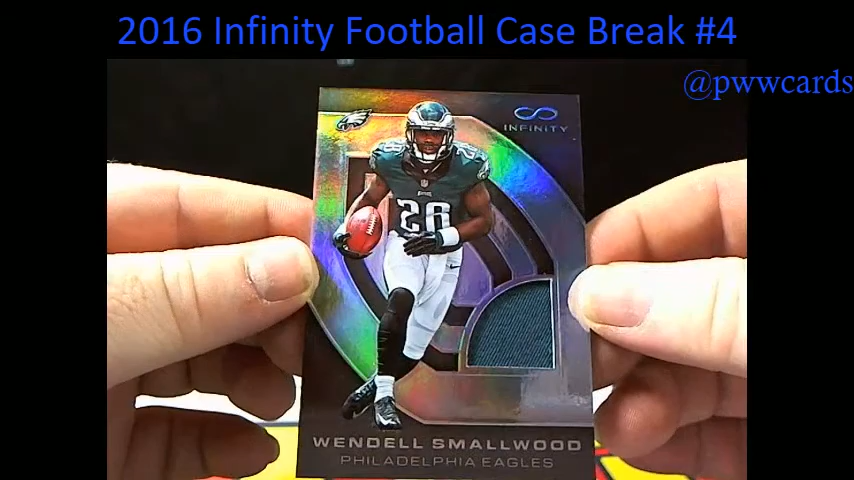 2016 Infinity Football Case Break #4
@pwwcards
INFINITY
28
WENDELL SMALLWOOD
PHILADELPHIA EAGLES